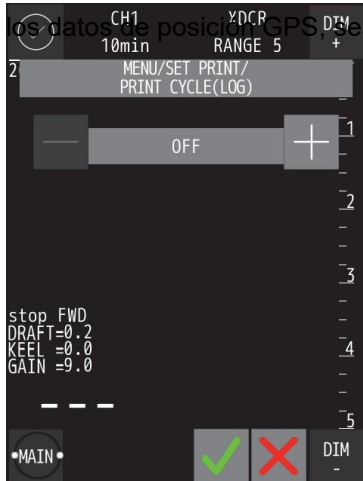 los datos de posición GPS, se
CH1 XDCR DIM
10min RANGE 5 +
2
MENU/SET PRINT/
PRINT CYCLE(LOG)
— OFF +
1
2
3
stop FWD
DRAFT=0.2
KEEL =0.0
GAIN =9.0
4
— — —
5
•MAIN• DIM
-